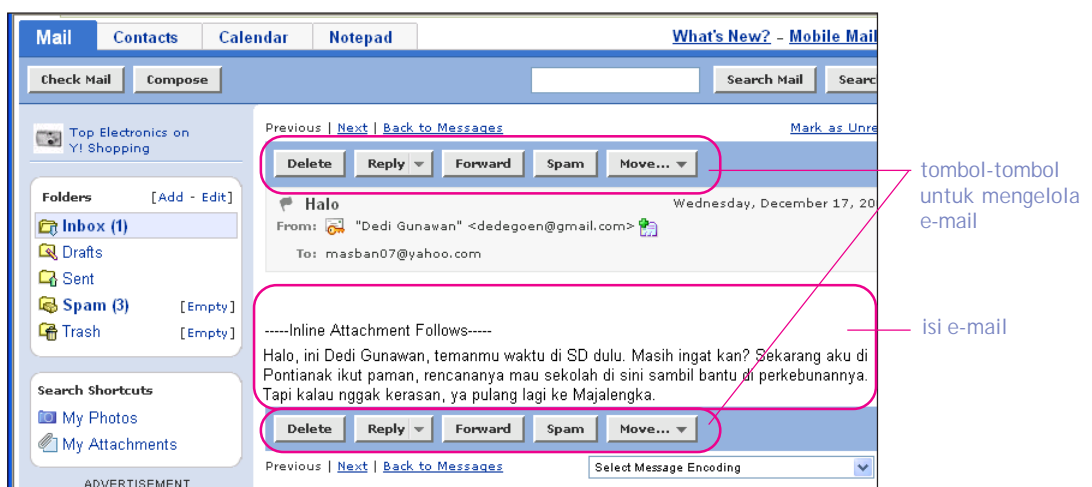 Mail Contacts Calendar Notepad What's New? - Mobile Mail
Check Mail Compose Search Mail Searc
Top Electronics on
Y! Shopping
Folders [Add - Edit]
Inbox (1)
Drafts
Sent
Spam (3) [Empty]
Trash [Empty]
Search Shortcuts
My Photos
My Attachments
ADVERTISEMENT
Previous | Next | Back to Messages Mark as Unre
Delete Reply Forward Spam Move...
Halo Wednesday, December 17, 20
From: "Dedi Gunawan" <dedegoen@gmail.com>
To: masban07@yahoo.com
-----Inline Attachment Follows-----
Halo, ini Dedi Gunawan, temanmu waktu di SD dulu. Masih ingat kan? Sekarang aku di
Pontianak ikut paman, rencananya mau sekolah di sini sambil bantu di perkebunannya.
Tapi kalau nggak kerasan, ya pulang lagi ke Majalengka.
Delete Reply Forward Spam Move...
Previous | Next | Back to Messages Select Message Encoding
tombol-tombol
untuk mengelola
e-mail
isi e-mail